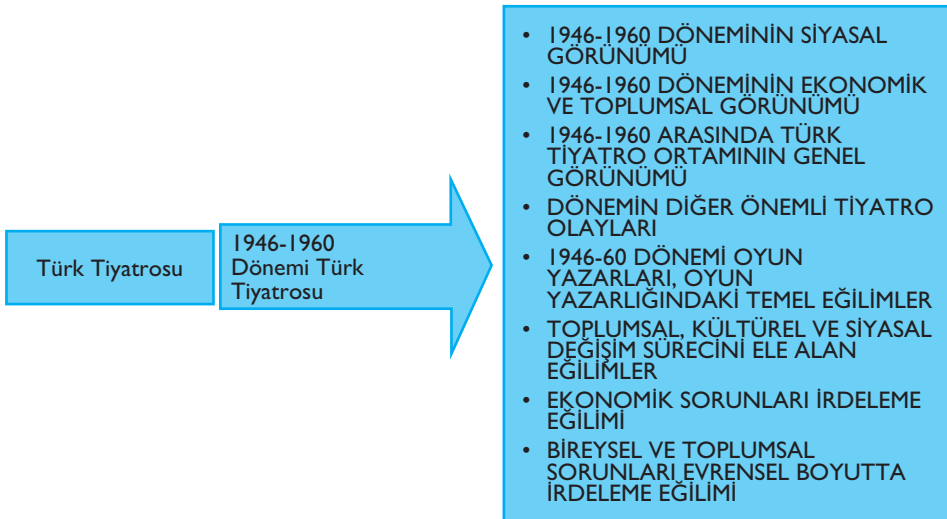 Türk Tiyatrosu
1946-1960
Dönemi Türk
Tiyatrosu
• 1946-1960 DÖNEMİNİN SİYASAL
GÖRÜNÜMÜ
• 1946-1960 DÖNEMİNİN EKONOMİK
VE TOPLUMSAL GÖRÜNÜMÜ
• 1946-1960 ARASINDA TÜRK
TİYATRO ORTAMININ GENEL
GÖRÜNÜMÜ
• DÖNEMİN DİĞER ÖNEMLİ TİYATRO
OLAYLARI
• 1946-60 DÖNEMİ OYUN
YAZARLARI, OYUN
YAZARLIĞINDAKİ TEMEL EĞİLİMLER
• TOPLUMSAL, KÜLTÜREL VE SİYASAL
DEĞİŞİM SÜRECİNİ ELE ALAN
EĞİLİMLER
• EKONOMİK SORUNLARI İRDELEME
EĞİLİMİ
• BİREYSEL VE TOPLUMSAL
SORUNLARI EVRENSEL BOYUTTA
İRDELEME EĞİLİMİ